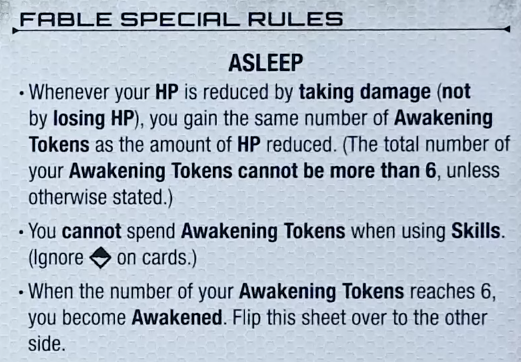 FABLE SPECIAL RULES
ASLEEP
• Whenever your HP is reduced by taking damage (not
by losing HP), you gain the same number of Awakening
Tokens as the amount of HP reduced. (The total number of
your Awakening Tokens cannot be more than 6, unless
otherwise stated.)
• You cannot spend Awakening Tokens when using Skills.
(Ignore on cards.)
• When the number of your Awakening Tokens reaches 6,
you become Awakened. Flip this sheet over to the other
side.